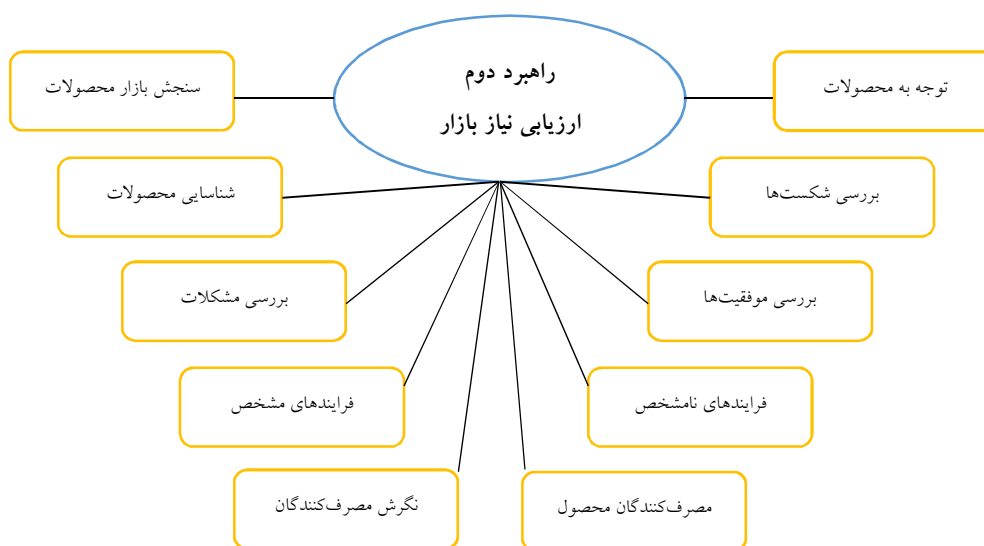 راهبرد دوم
ارزیابی نیاز بازار
توجه به محصولات
سنجش بازار محصولات
بررسی شکست‌ها
شناسایی محصولات
بررسی موفقیت‌ها
بررسی مشکلات
فرایندهای نامشخص
فرایندهای مشخص
مصرف‌کنندگان محصول
نگرش مصرف‌کنندگان